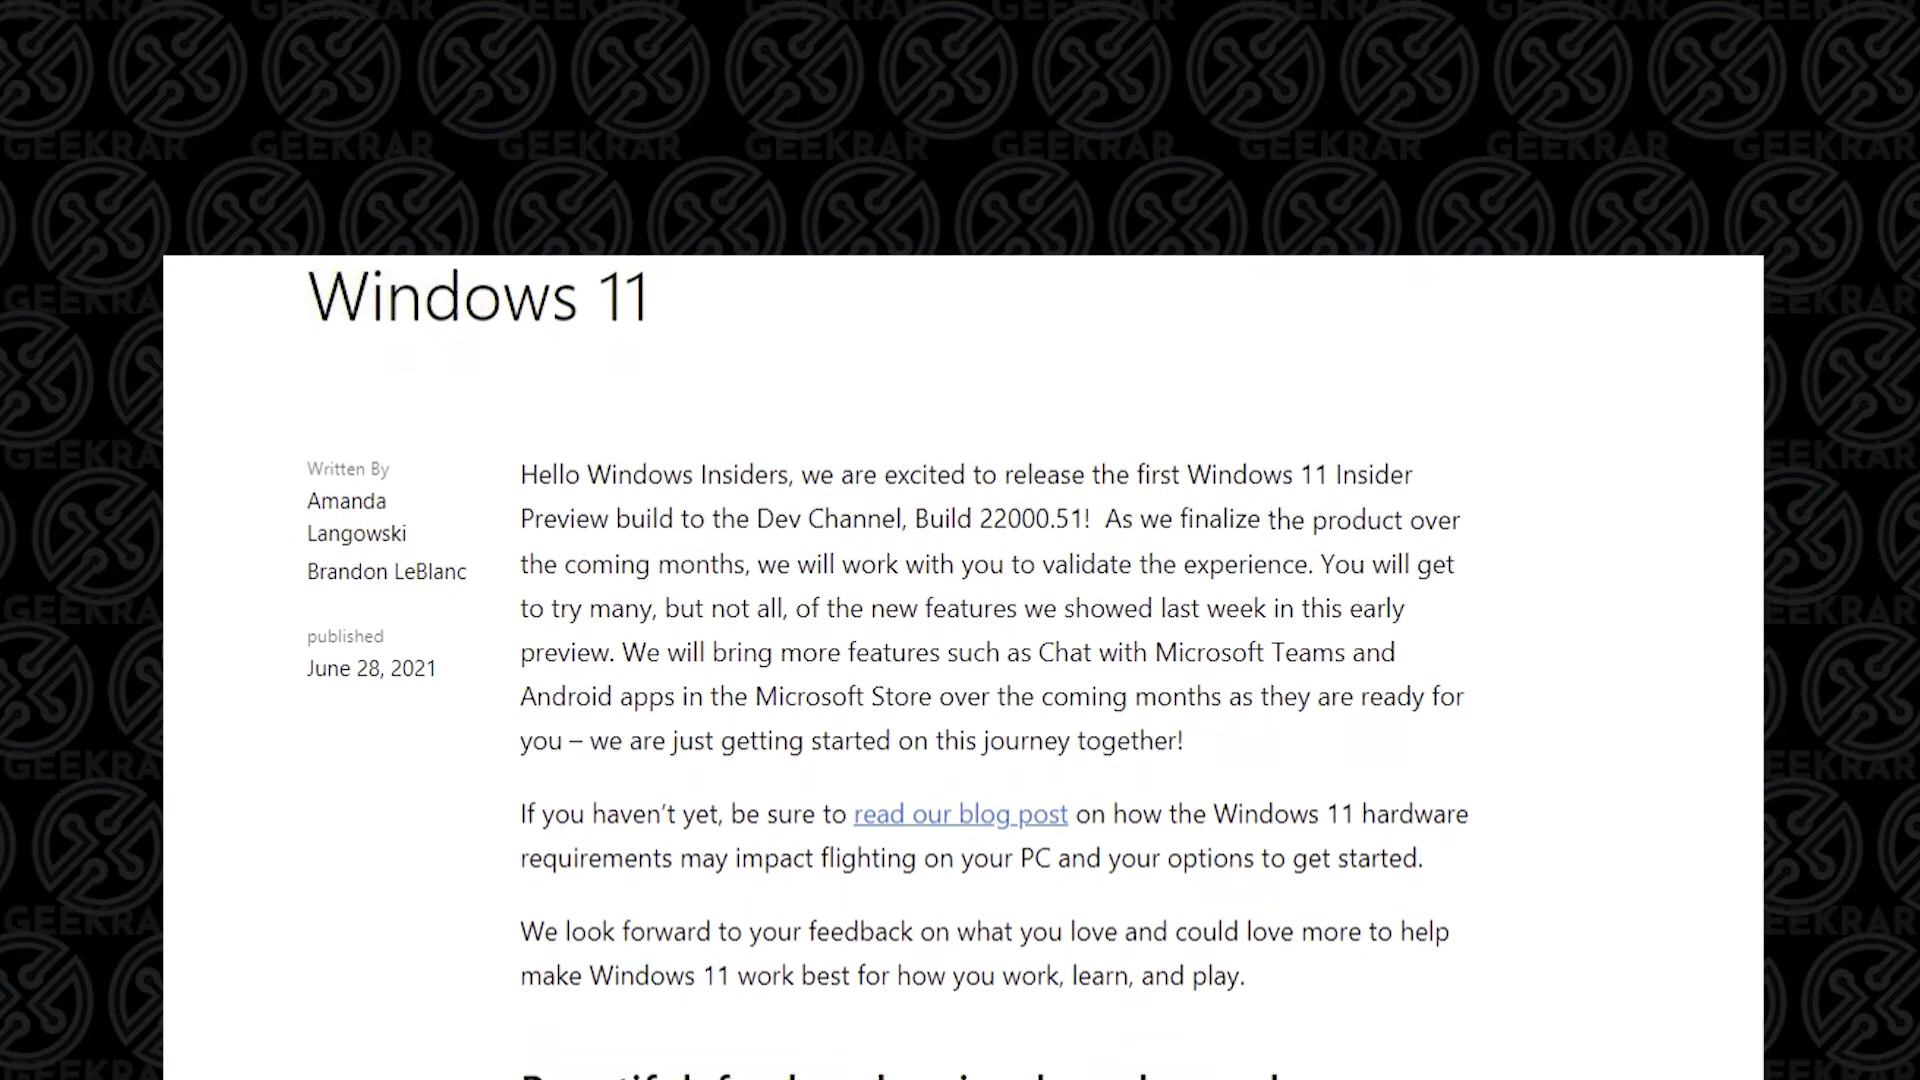 GEEKRAR GEEKRAR GEEKRAR GEEKRAR GEEKRAR GEEKRAR GEEKRAR GEEKRAR
Windows 11
Written By
Amanda
Langowski
Brandon LeBlanc
published
June 28, 2021
Hello Windows Insiders, we are excited to release the first Windows 11 Insider
Preview build to the Dev Channel, Build 22000.51!  As we finalize the product over
the coming months, we will work with you to validate the experience. You will get
to try many, but not all, of the new features we showed last week in this early
preview. We will bring more features such as Chat with Microsoft Teams and
Android apps in the Microsoft Store over the coming months as they are ready for
you – we are just getting started on this journey together!
If you haven’t yet, be sure to read our blog post on how the Windows 11 hardware
requirements may impact flighting on your PC and your options to get started.
We look forward to your feedback on what you love and could love more to help
make Windows 11 work best for how you work, learn, and play.